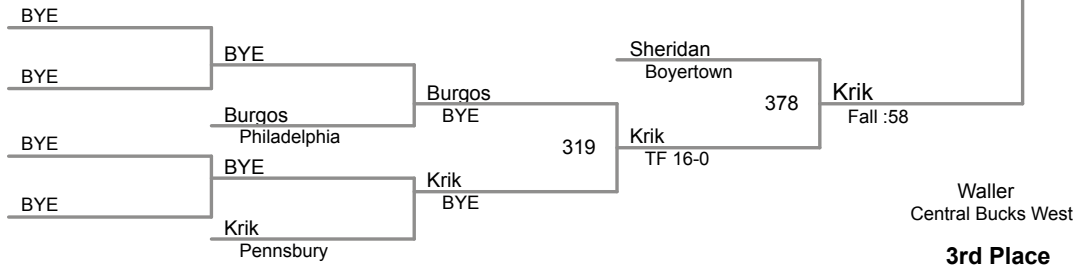 BYE
BYE
BYE
BYE
BYE
Burgos
Philadelphia
BYE
Krik
Pennsbury
Burgos
BYE
Krik
BYE
319
Sheridan
Boyertown
Krik
TF 16-0
378
Krik
Fall :58
Waller
Central Bucks West
3rd Place